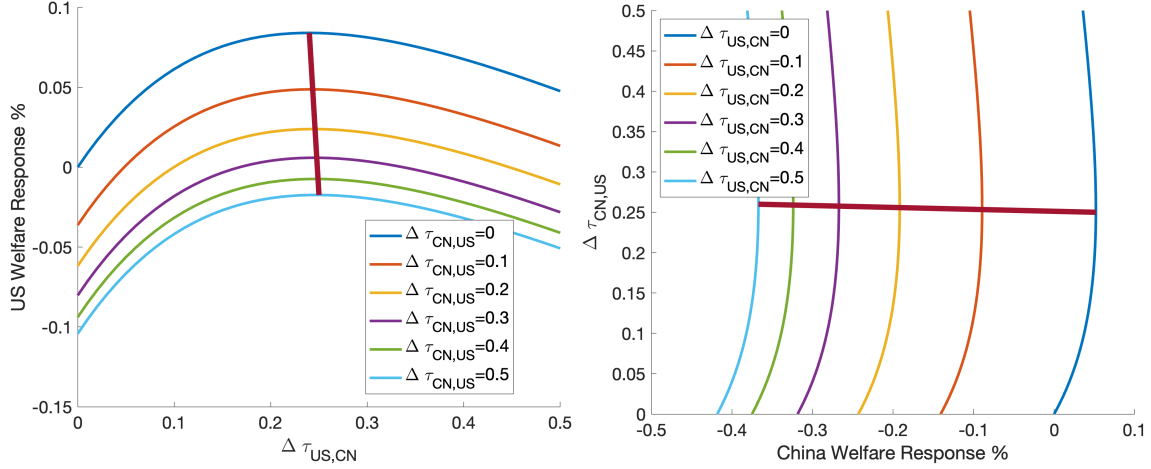 0.1
0.05
0
-0.05
-0.1
-0.15
US Welfare Response %
0
0.1
0.2
0.3
0.4
0.5
Δ τUS,CN
Δ τCN,US=0
Δ τCN,US=0.1
Δ τCN,US=0.2
Δ τCN,US=0.3
Δ τCN,US=0.4
Δ τCN,US=0.5
0.5
0.45
0.4
0.35
0.3
0.25
0.2
0.15
0.1
0.05
0
Δ τCN,US
Δ τUS,CN=0
Δ τUS,CN=0.1
Δ τUS,CN=0.2
Δ τUS,CN=0.3
Δ τUS,CN=0.4
Δ τUS,CN=0.5
-0.5
-0.4
-0.3
-0.2
-0.1
0
0.1
China Welfare Response %